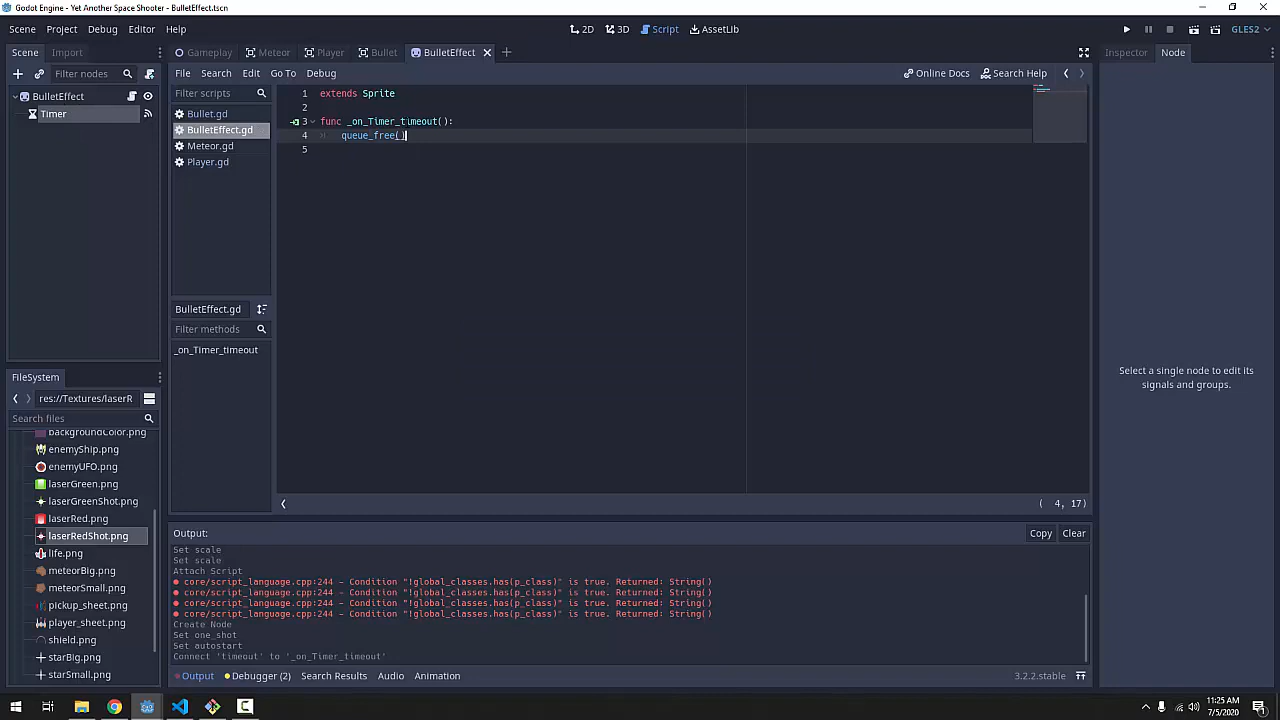 Godot Engine - Yet Another Space Shooter - BulletEffect.tscn
Scene Project Debug Editor Help
2D 3D Script AssetLib
GLES2
Scene Import
Gameplay Meteor Player Bullet BulletEffect
Inspector Node
Filter nodes
File Search Edit Go To Debug
Online Docs Search Help
BulletEffect
Timer
Filter scripts
Bullet.gd
BulletEffect.gd
Meteor.gd
Player.gd
1 extends Sprite
2
3 func _on_Timer_timeout():
4 queue_free()
5
BulletEffect.gd
Filter methods
_on_Timer_timeout
Select a single node to edit its
signals and groups.
FileSystem
res://Textures/laserR
Search files
backgroundColor.png
enemyShip.png
enemyUFO.png
laserGreen.png
laserGreenShot.png
laserRed.png
laserRedShot.png
life.png
meteorBig.png
meteorSmall.png
pickup_sheet.png
player_sheet.png
shield.png
starBig.png
starSmall.png
( 4, 17)
Output:
Copy Clear
Set scale
Set scale
Attach Script
core/script_language.cpp:244 - Condition "!global_classes.has(p_class)" is true. Returned: String()
core/script_language.cpp:244 - Condition "!global_classes.has(p_class)" is true. Returned: String()
core/script_language.cpp:244 - Condition "!global_classes.has(p_class)" is true. Returned: String()
core/script_language.cpp:244 - Condition "!global_classes.has(p_class)" is true. Returned: String()
Create Node
Set one_shot
Set autostart
Connect 'timeout' to '_on_Timer_timeout'
Output Debugger (2) Search Results Audio Animation
3.2.2.stable
11:25 AM
7/5/2020